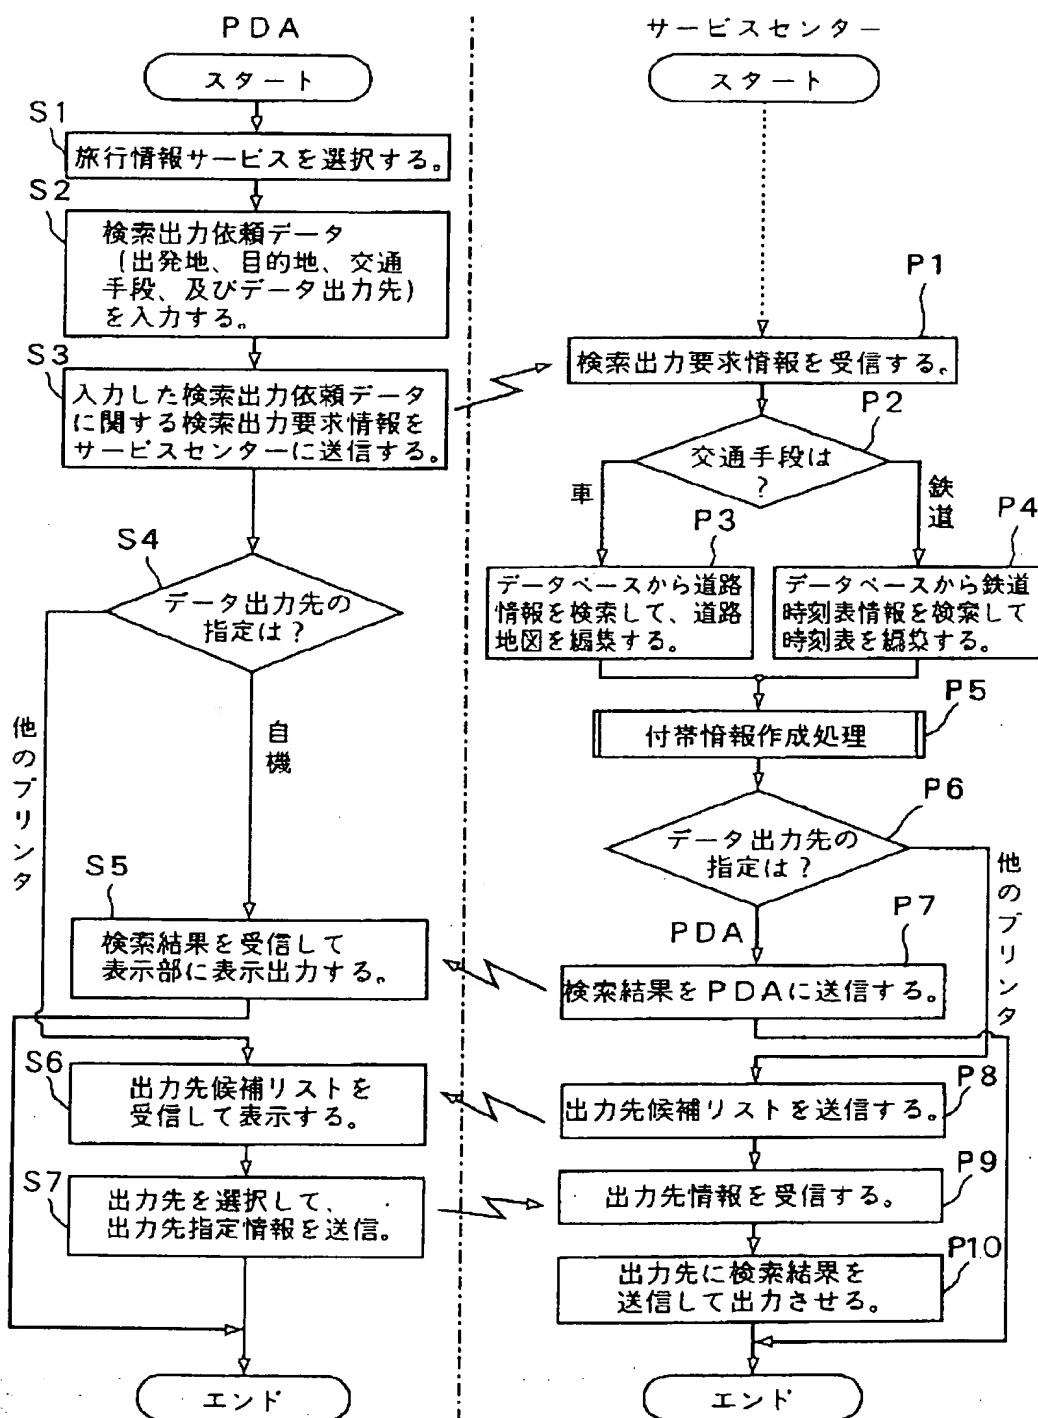 PDA
スタート
S1
旅行情報サービスを選択する。
S2
検索出力依頼データ
(出発地、目的地、交通
手段、及びデータ出力先)
を入力する。
S3
入力した検索出力依頼データ
に関する検索出力要求情報を
サービスセンターに送信する。
S4
データ出力先の
指定は?
他のプリンタ
自機
S5
検索結果を受信して
表示部に表示出力する。
S6
出力先候補リストを
受信して表示する。
S7
出力先を選択して、
出力先指定情報を送信。
エンド
サービスセンター
スタート
P1
検索出力要求情報を受信する。
P2
交通手段は
?
車
鉄道
P3
データベースから道路
情報を検索して、道路
地図を編集する。
P4
データベースから鉄道
時刻表情報を検索して
時刻表を編集する。
P5
付帯情報作成処理
P6
データ出力先の
指定は?
他のプリンタ
PDA
P7
検索結果をPDAに送信する。
P8
出力先候補リストを送信する。
P9
出力先情報を受信する。
P10
出力先に検索結果を
送信して出力させる。
エンド